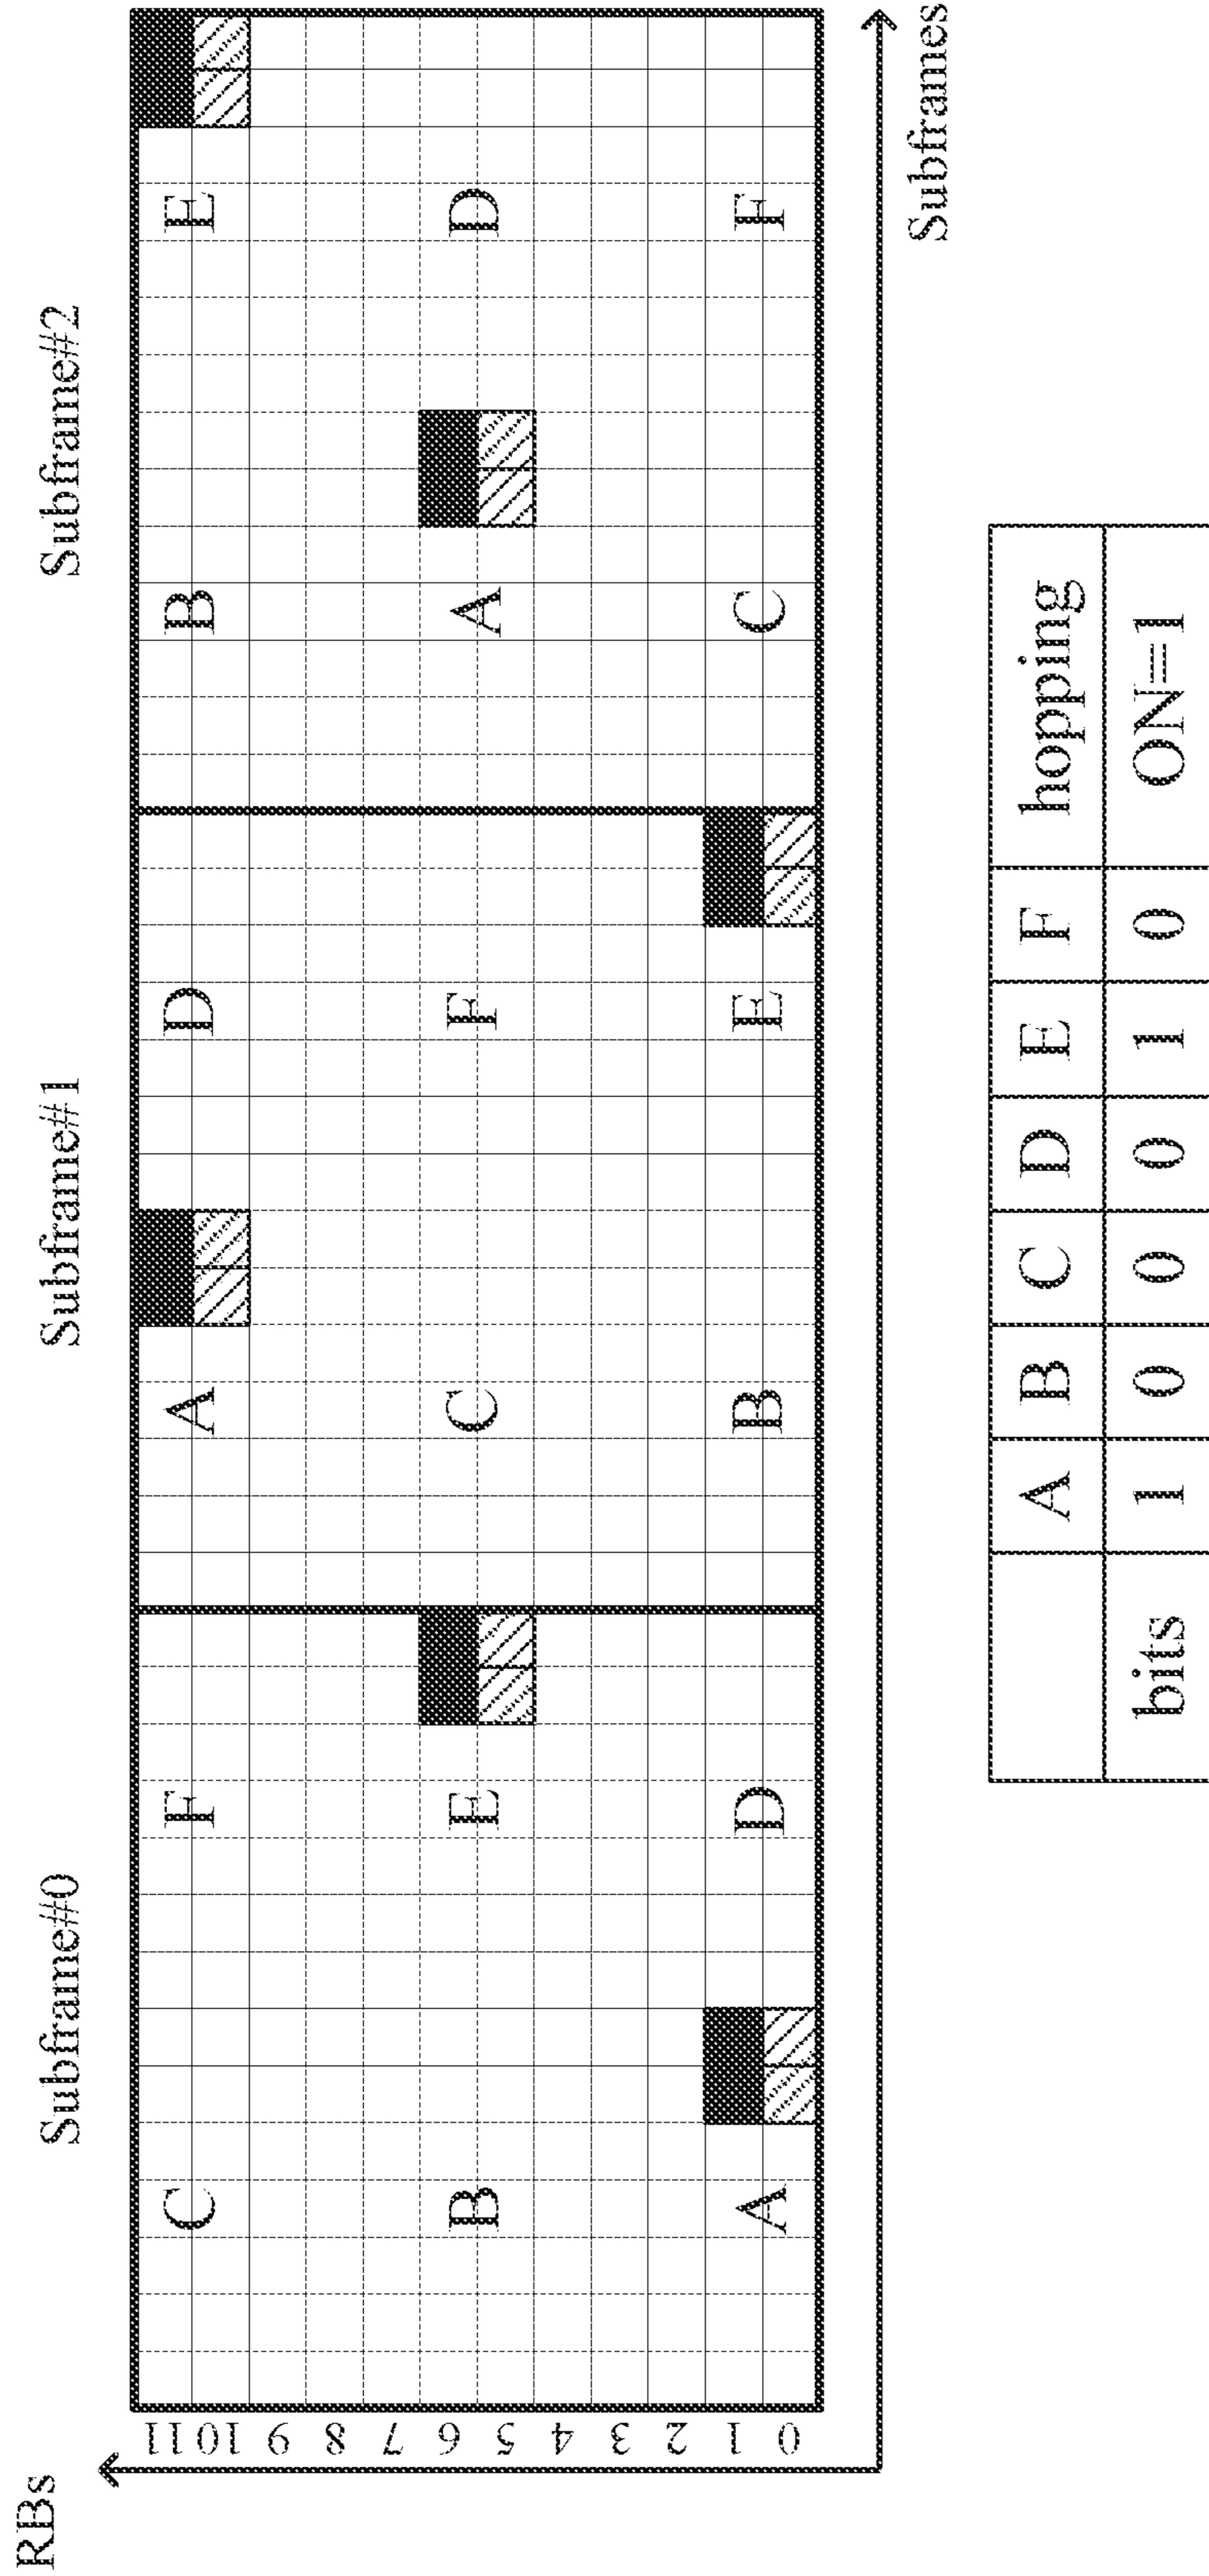 RBs
Subframe#0 Subframe#1 Subframe#2
11
C F A D B E
10
9
8
7
6
B E C F A D
5
4
3
2
1
A D B E C F
0
Subframes
A B C D E F hopping
bits 1 0 0 0 1 0 ON=1